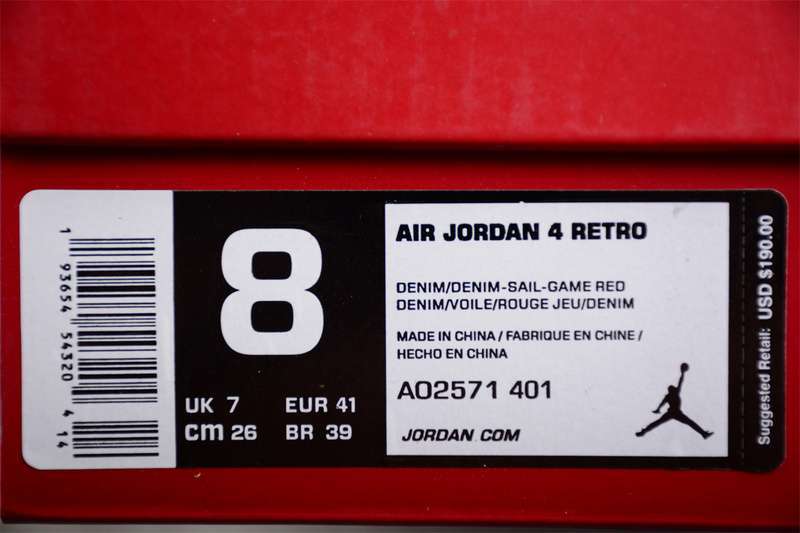 1 93654 54320 4 14
8
UK 7 EUR 41
cm 26 BR 39
AIR JORDAN 4 RETRO
DENIM/DENIM-SAIL-GAME RED
DENIM/VOILE/ROUGE JEU/DENIM
MADE IN CHINA / FABRIQUE EN CHINE /
HECHO EN CHINA
AO2571 401
JORDAN.COM
Suggested Retail: USD $190.00